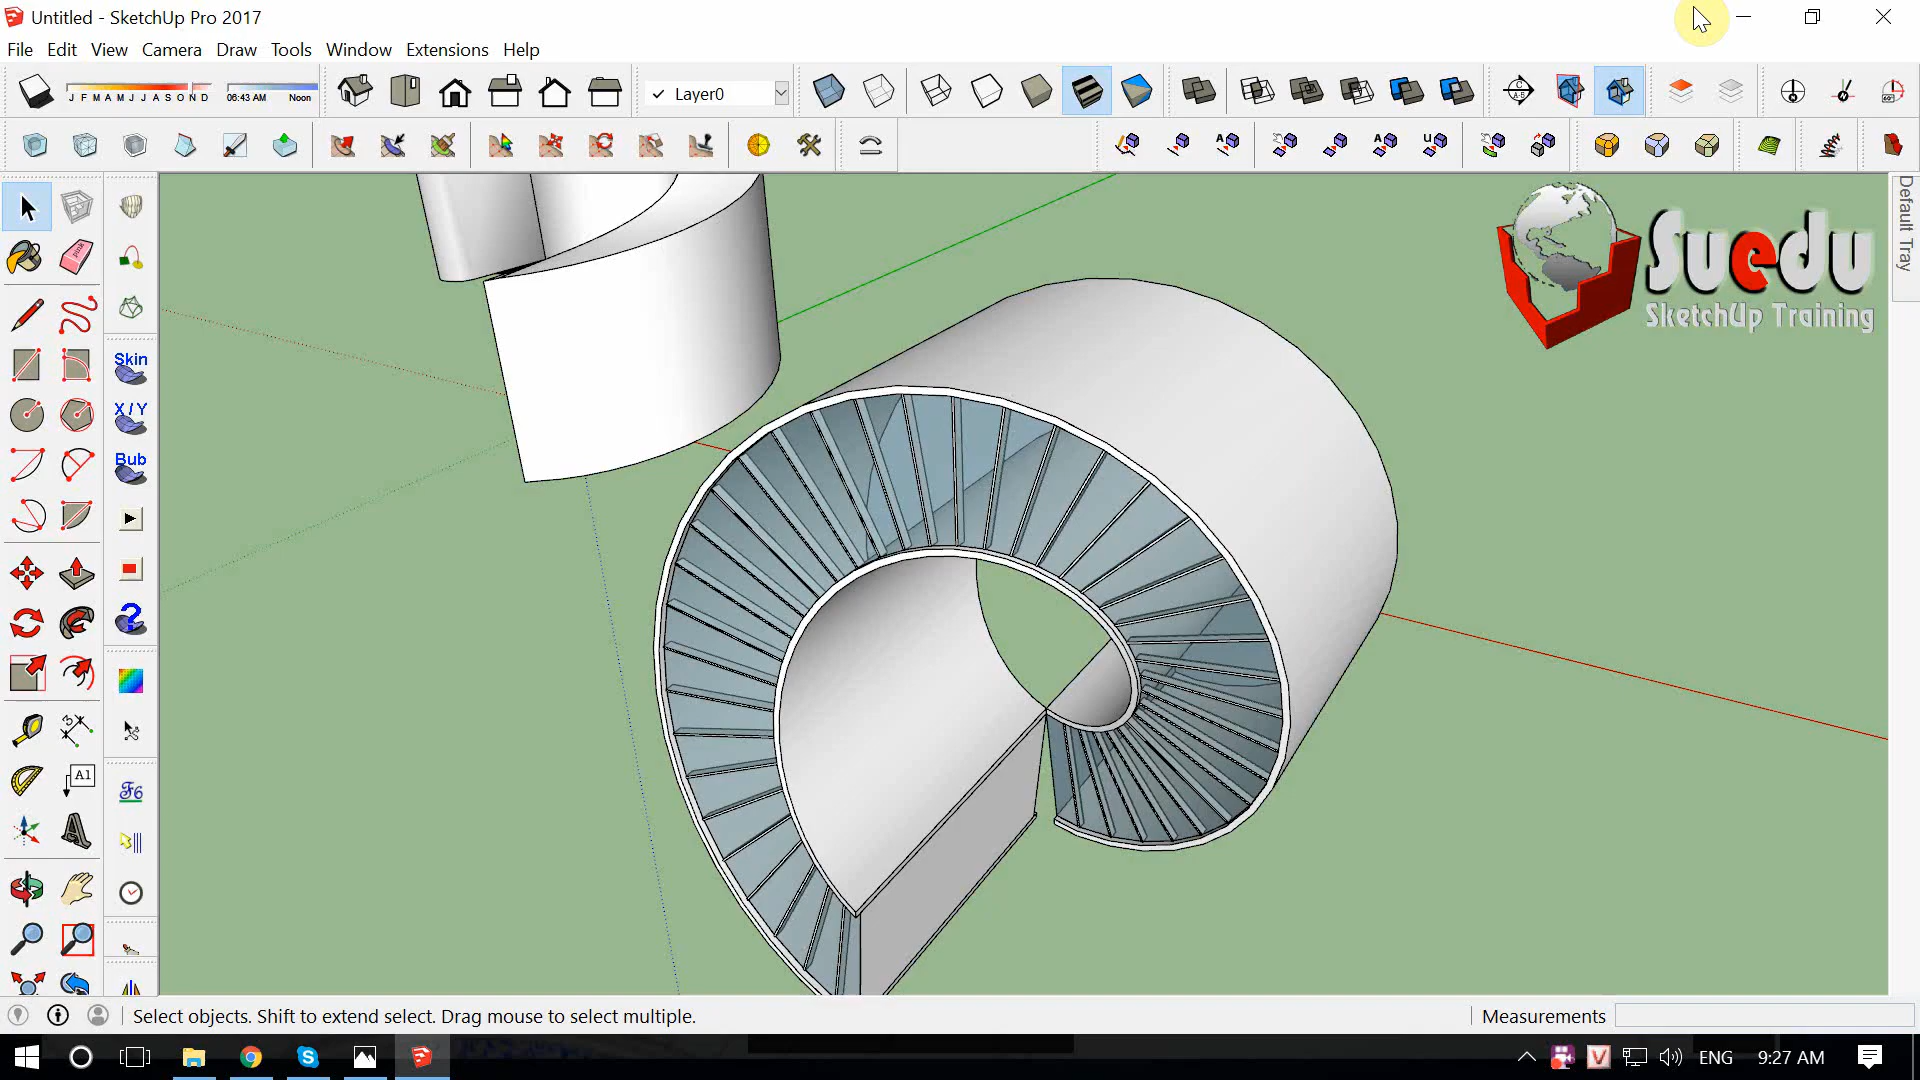 Untitled - SketchUp Pro 2017
File Edit View Camera Draw Tools Window Extensions Help
J F M A M J J A S O N D
06:43 AM Noon
Layer0
Default Tray
Suedu
SketchUp Training
Skin
X/Y
Bub
A1
F6
Select objects. Shift to extend select. Drag mouse to select multiple.
Measurements
ENG
9:27 AM